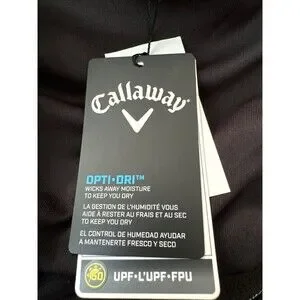 Callaway
OPTI•DRI™
WICKS AWAY MOISTURE
TO KEEP YOU DRY
LA GESTION DE L'HUMIDITÉ VOUS
AIDE À RESTER AU FRAIS ET AU SEC
TO KEEP YOU DRY
EL CONTROL DE HUMEDAD AYUDAR
A MANTENERTE FRESCO Y SECO
50
UPF•L'UPF•FPU